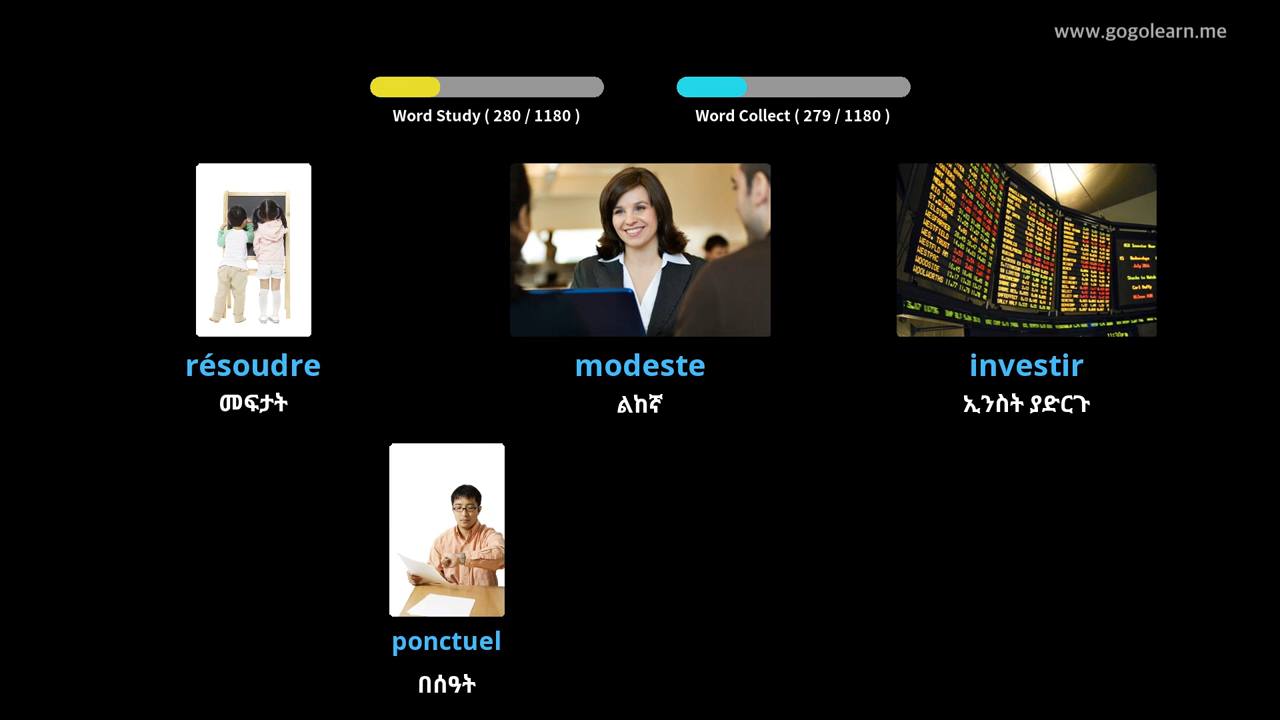 www.gogolearn.me
Word Study ( 280 / 1180 )
Word Collect ( 279 / 1180 )
résoudre
modeste
investir
መፍታት
ልከኛ
ኢንስት ያድርጉ
ponctuel
በሰዓት